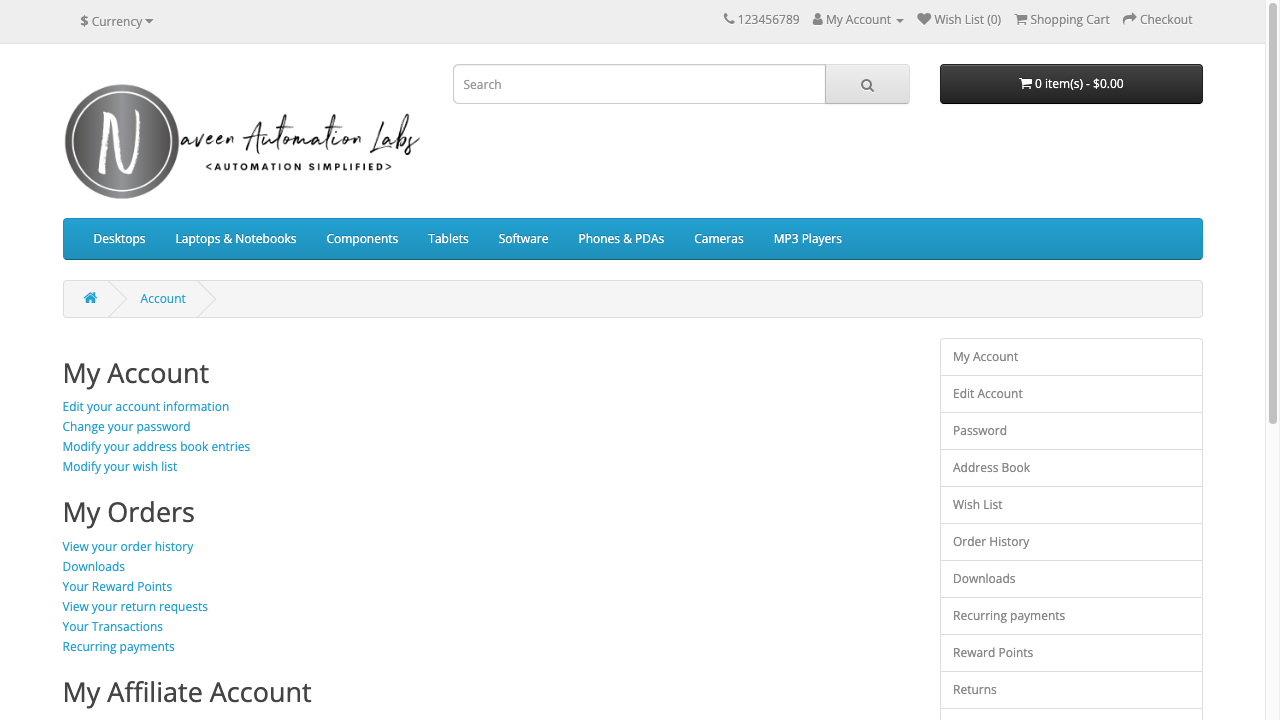 $ Currency
123456789 My Account Wish List (0) Shopping Cart Checkout
Search
0 item(s) - $0.00
N
aveen Automation Labs
<AUTOMATION SIMPLIFIED>
Desktops Laptops & Notebooks Components Tablets Software Phones & PDAs Cameras MP3 Players
Account
My Account
Edit your account information
Change your password
Modify your address book entries
Modify your wish list
My Orders
View your order history
Downloads
Your Reward Points
View your return requests
Your Transactions
Recurring payments
My Affiliate Account
My Account
Edit Account
Password
Address Book
Wish List
Order History
Downloads
Recurring payments
Reward Points
Returns